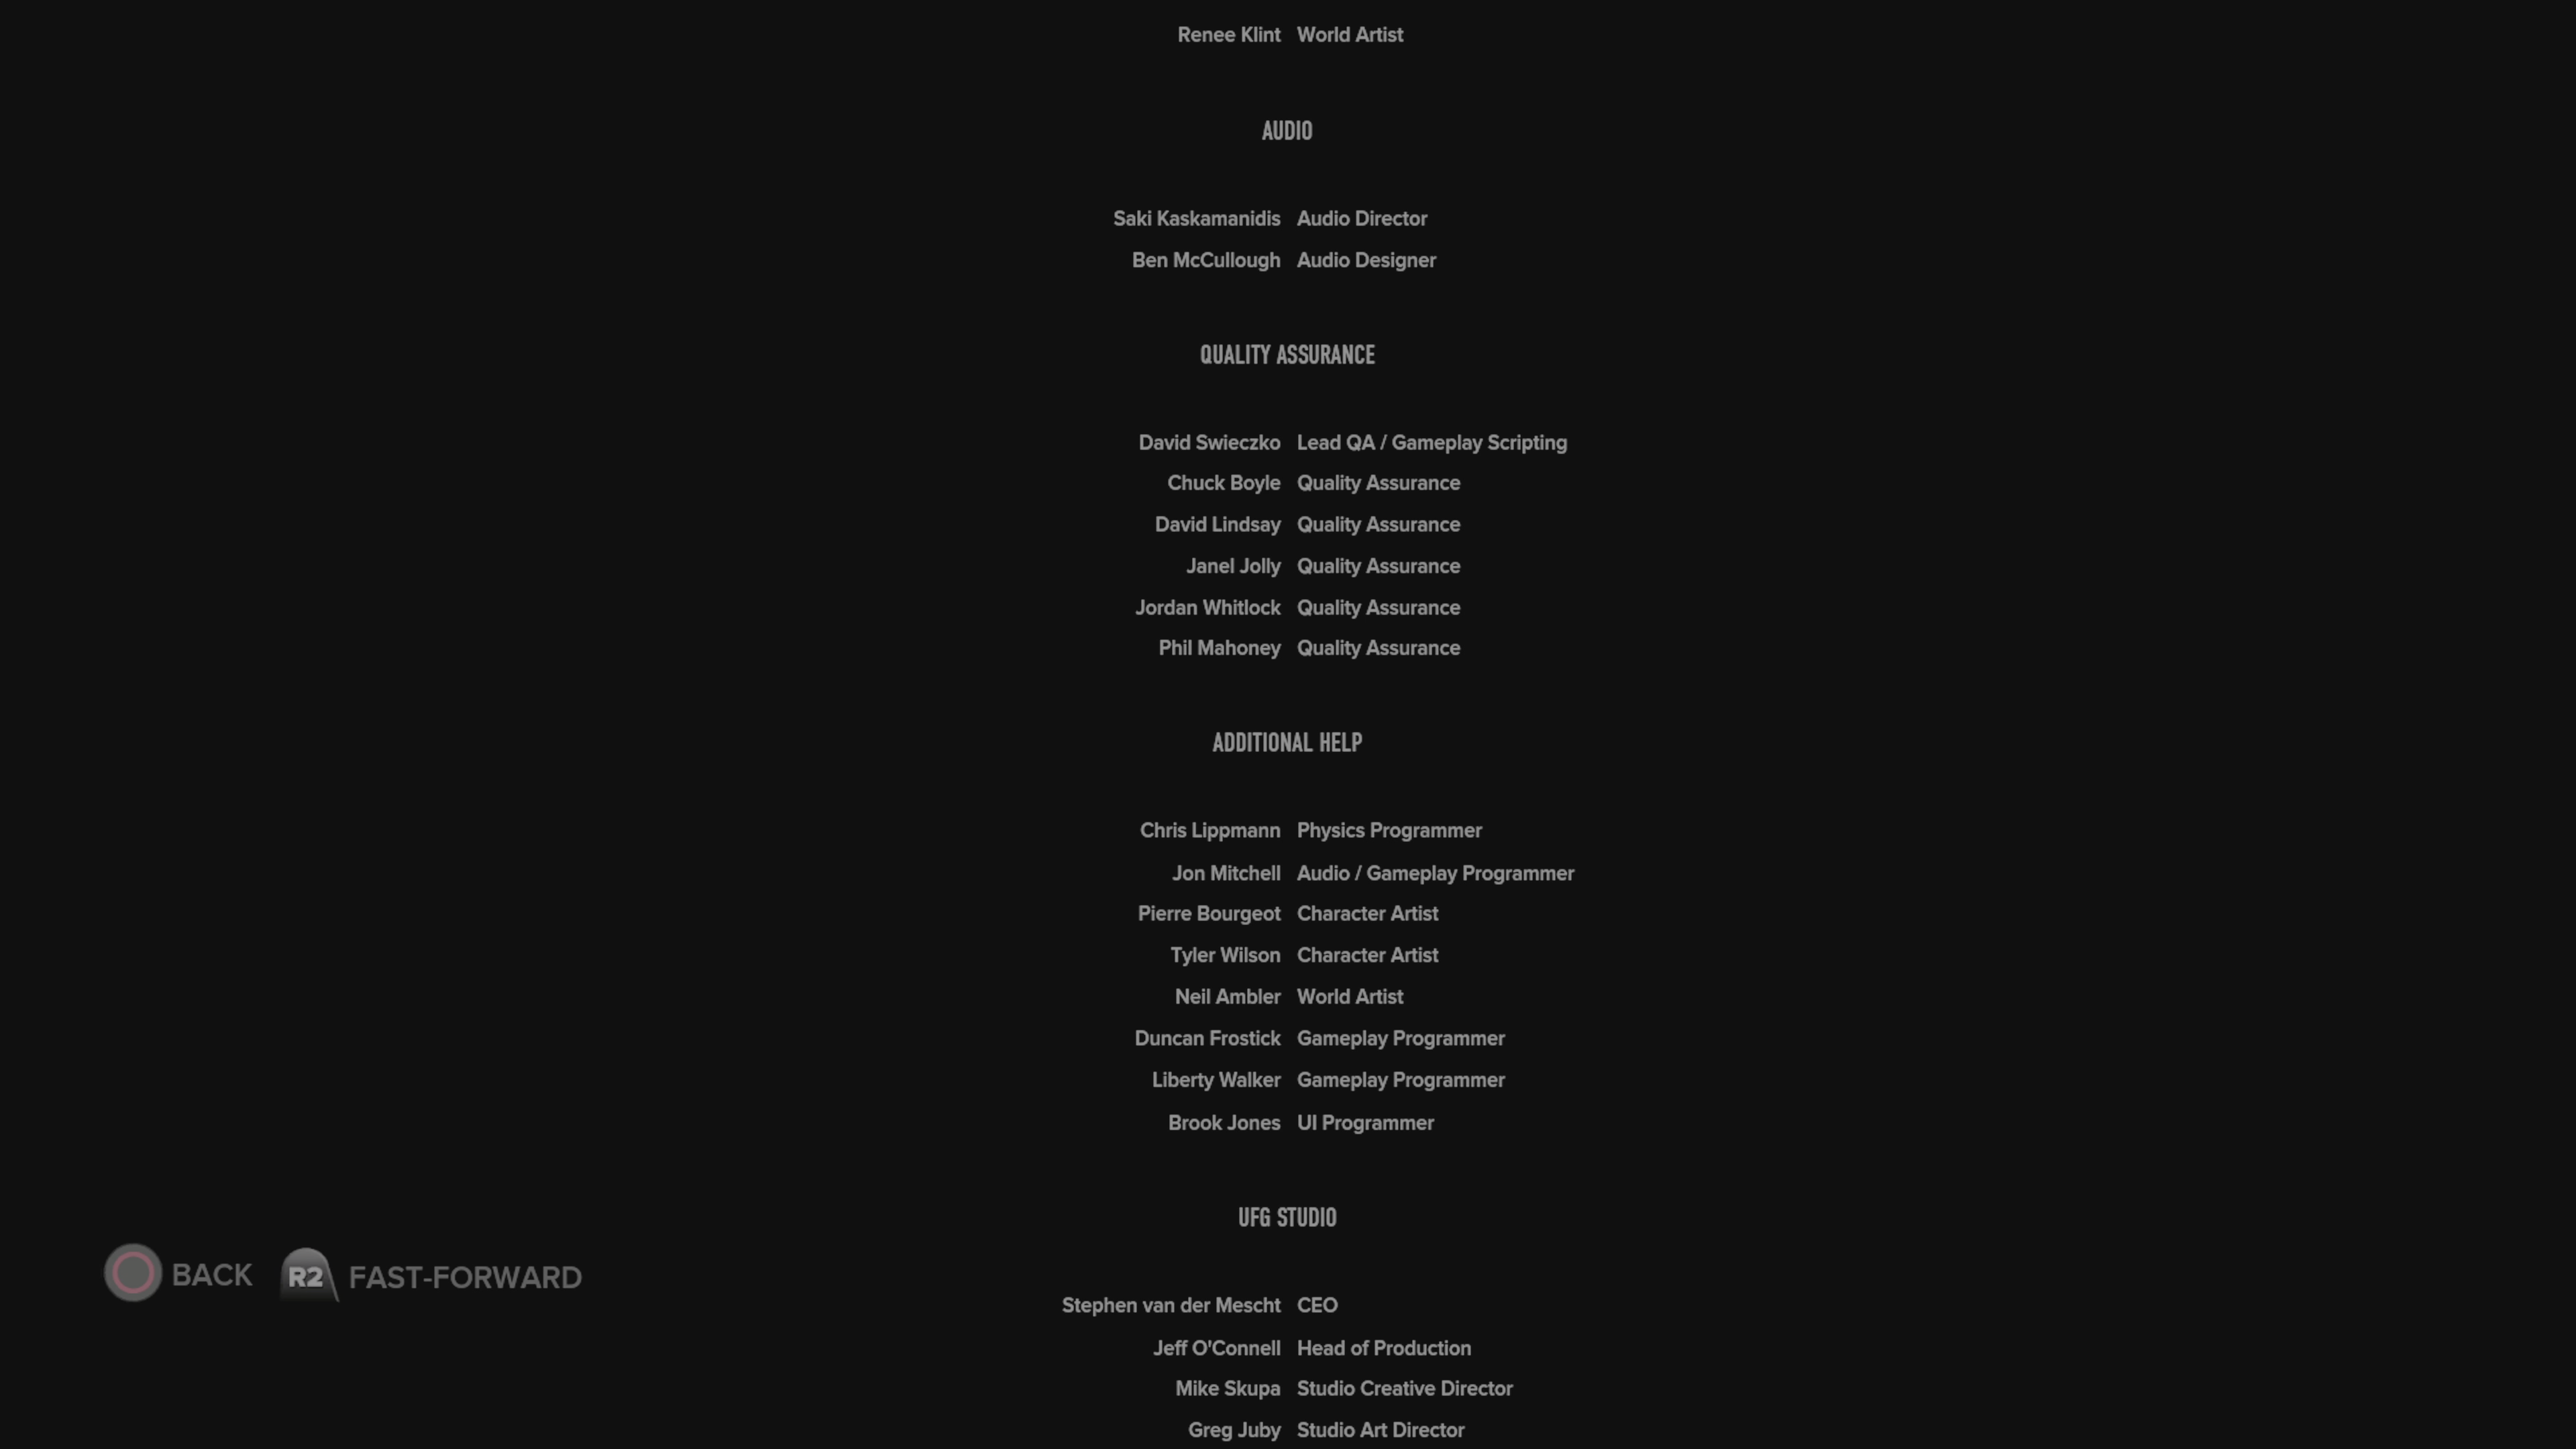 Renee Klint World Artist
AUDIO
Saki Kaskamanidis Audio Director
Ben McCullough Audio Designer
QUALITY ASSURANCE
David Swieczko Lead QA / Gameplay Scripting
Chuck Boyle Quality Assurance
David Lindsay Quality Assurance
Janel Jolly Quality Assurance
Jordan Whitlock Quality Assurance
Phil Mahoney Quality Assurance
ADDITIONAL HELP
Chris Lippmann Physics Programmer
Jon Mitchell Audio / Gameplay Programmer
Pierre Bourgeot Character Artist
Tyler Wilson Character Artist
Neil Ambler World Artist
Duncan Frostick Gameplay Programmer
Liberty Walker Gameplay Programmer
Brook Jones UI Programmer
UFG STUDIO
Stephen van der Mescht CEO
Jeff O'Connell Head of Production
Mike Skupa Studio Creative Director
Greg Juby Studio Art Director
BACK R2 FAST-FORWARD